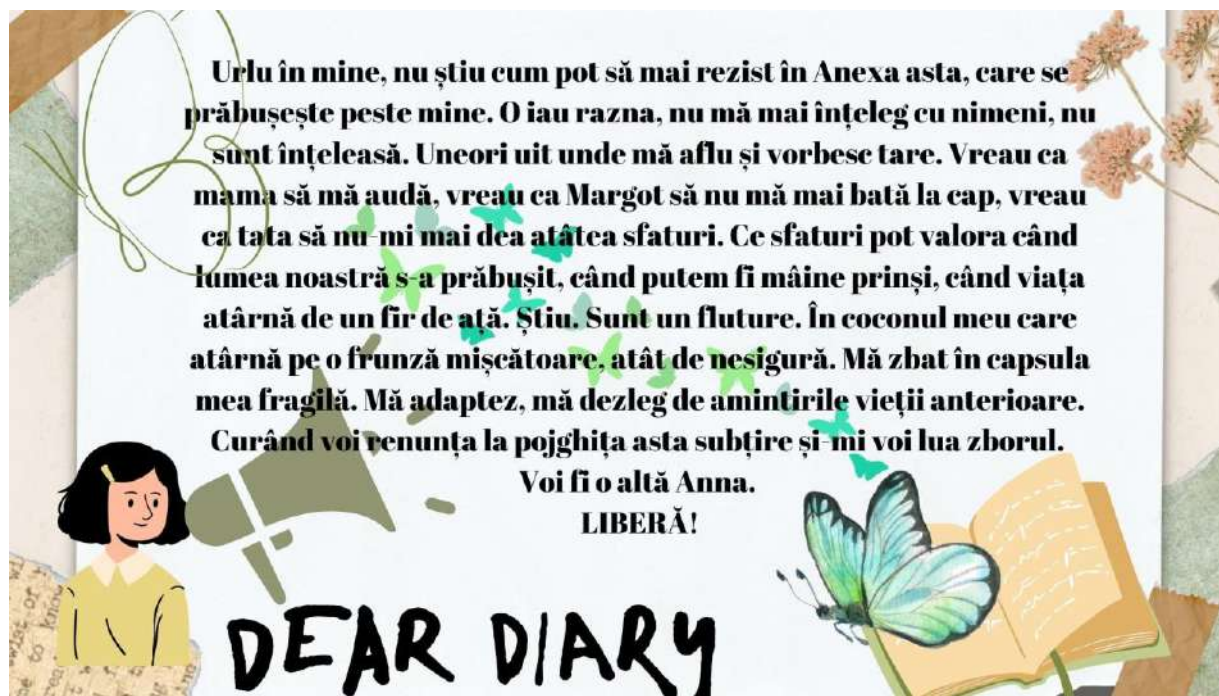 Urlu în mine, nu știu cum pot să mai rezist în Anexa asta, care se
prăbușește peste mine. O iau razna, nu mă mai înțeleg cu nimeni, nu
sunt înțeleasă. Uneori uit unde mă aflu și vorbesc tare. Vreau ca
mama să mă audă, vreau ca Margot să nu mă mai bată la cap, vreau
ca tata să nu-mi mai dea atâtea sfaturi. Ce sfaturi pot valora când
lumea noastră s-a prăbușit, când putem fi mâine prinși, când viața
atârnă de un fir de ață. Știu. Sunt un fluture. În coconul meu care
atârnă pe o frunză mișcătoare, atât de nesigură. Mă zbat în capsula
mea fragilă. Mă adaptez, mă dezleg de amintirile vieții anterioare.
Curând voi renunța la pojghița asta subțire și-mi voi lua zborul.
Voi fi o altă Anna.
LIBERĂ!
DEAR DIARY